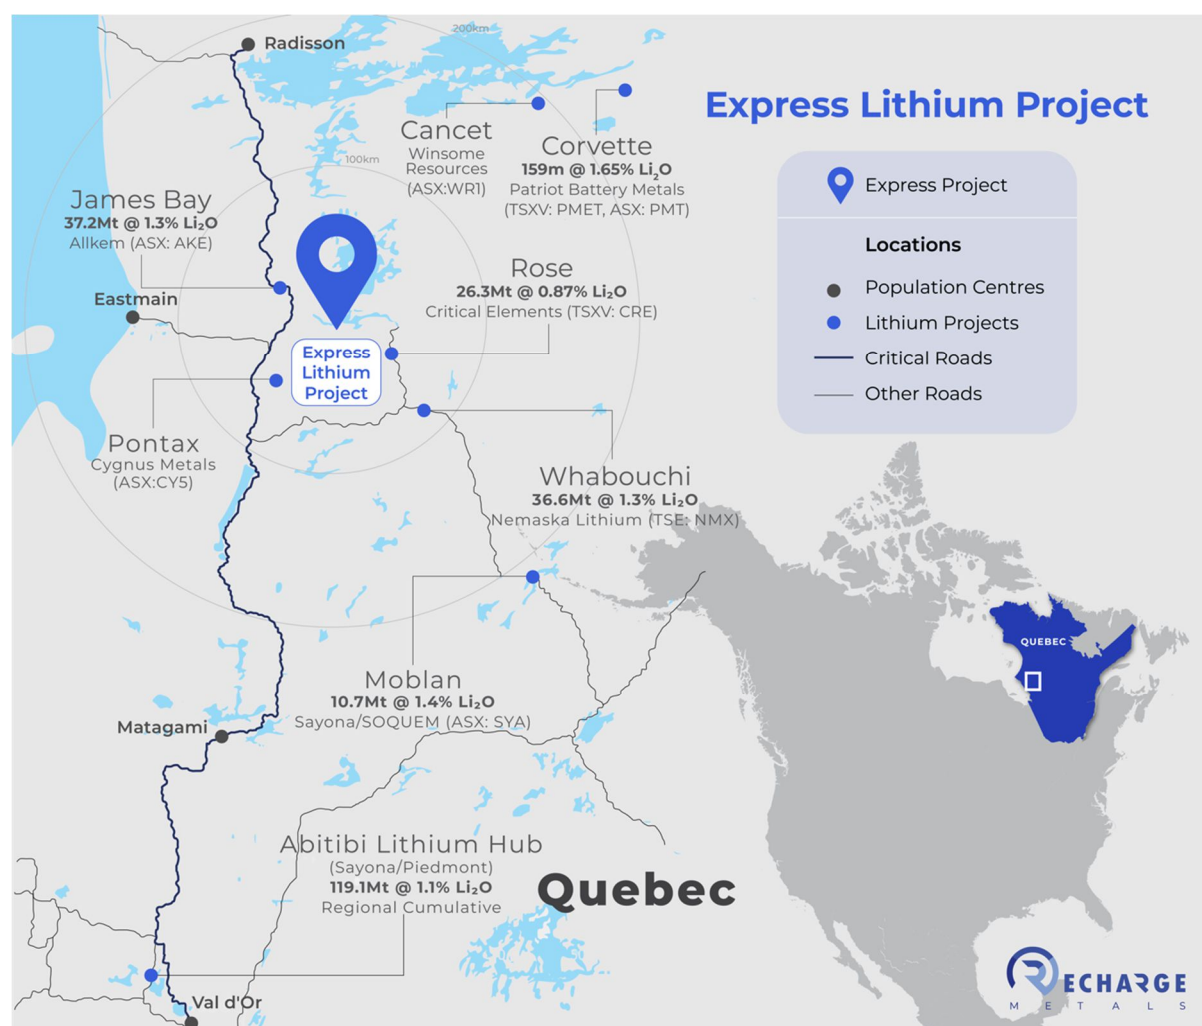 Radisson
200km
Express Lithium Project
Cancet
Winsome
Resources
(ASX:WR1)
Corvette
159m @ 1.65% Li₂O
Patriot Battery Metals
(TSXV: PMET, ASX: PMT)
100km
James Bay
37.2Mt @ 1.3% Li₂O
Allkem (ASX: AKE)
Express Project
Locations
Population Centres
Lithium Projects
Critical Roads
Other Roads
Rose
26.3Mt @ 0.87% Li₂O
Critical Elements (TSXV: CRE)
Eastmain
Express
Lithium
Project
Pontax
Cygnus Metals
(ASX:CY5)
Whabouchi
36.6Mt @ 1.3% Li₂O
Nemaska Lithium (TSE: NMX)
QUEBEC
Moblan
10.7Mt @ 1.4% Li₂O
Sayona/SOQUEM (ASX: SYA)
Matagami
Abitibi Lithium Hub
(Sayona/Piedmont)
119.1Mt @ 1.1% Li₂O
Regional Cumulative
Quebec
Val d'Or
RECHARGE
METALS